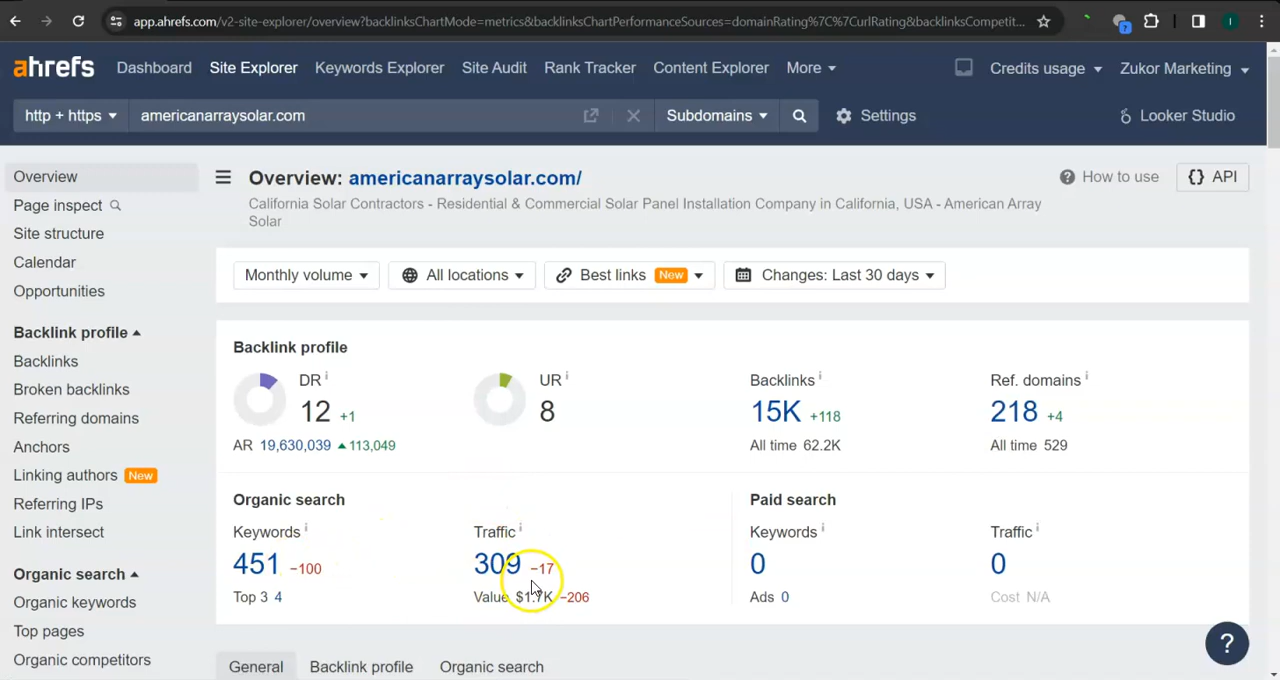 app.ahrefs.com/v2-site-explorer/overview?backlinksChartMode=metrics&backlinksChartPerformanceSources=domainRating%7C%7CurlRating&backlinksCompetit...
ahrefs Dashboard Site Explorer Keywords Explorer Site Audit Rank Tracker Content Explorer More Credits usage Zukor Marketing
http + https americanarraysolar.com Subdomains Settings Looker Studio
Overview
Page inspect
Site structure
Calendar
Opportunities
Backlink profile
Backlinks
Broken backlinks
Referring domains
Anchors
Linking authors New
Referring IPs
Link intersect
Organic search
Organic keywords
Top pages
Organic competitors
Overview: americanarraysolar.com/
How to use {} API
California Solar Contractors - Residential & Commercial Solar Panel Installation Company in California, USA - American Array
Solar
Monthly volume All locations Best links New Changes: Last 30 days
Backlink profile
DR i UR i Backlinks i Ref. domains i
12 +1 8 15K +118 218 +4
AR 19,630,039 113,049 All time 62.2K All time 529
Organic search Paid search
Keywords i Traffic i Keywords i Traffic i
451 −100 309 −17 0 0
Top 3 4 Value $1.7K −206 Ads 0 Cost N/A
General Backlink profile Organic search
?